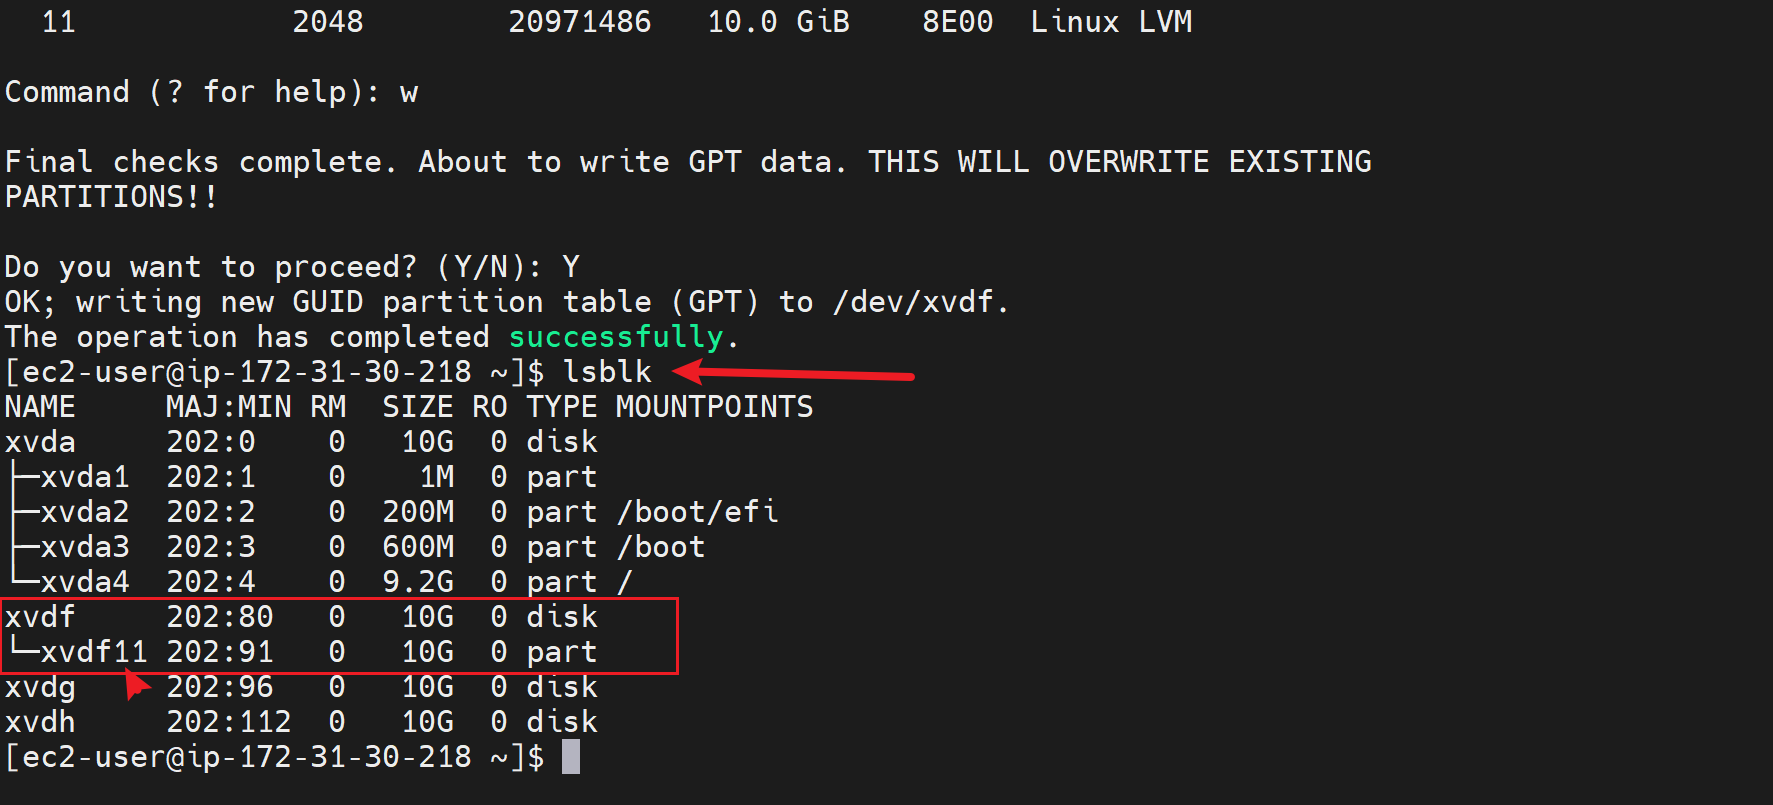 11            2048        20971486   10.0 GiB    8E00  Linux LVM
Command (? for help): w
Final checks complete. About to write GPT data. THIS WILL OVERWRITE EXISTING
PARTITIONS!!
Do you want to proceed? (Y/N): Y
OK; writing new GUID partition table (GPT) to /dev/xvdf.
The operation has completed successfully.
[ec2-user@ip-172-31-30-218 ~]$ lsblk
NAME     MAJ:MIN RM  SIZE RO TYPE MOUNTPOINTS
xvda     202:0    0   10G  0 disk
├─xvda1  202:1    0    1M  0 part
├─xvda2  202:2    0  200M  0 part /boot/efi
├─xvda3  202:3    0  600M  0 part /boot
└─xvda4  202:4    0  9.2G  0 part /
xvdf     202:80   0   10G  0 disk
└─xvdf11 202:91   0   10G  0 part
xvdg     202:96   0   10G  0 disk
xvdh     202:112  0   10G  0 disk
[ec2-user@ip-172-31-30-218 ~]$